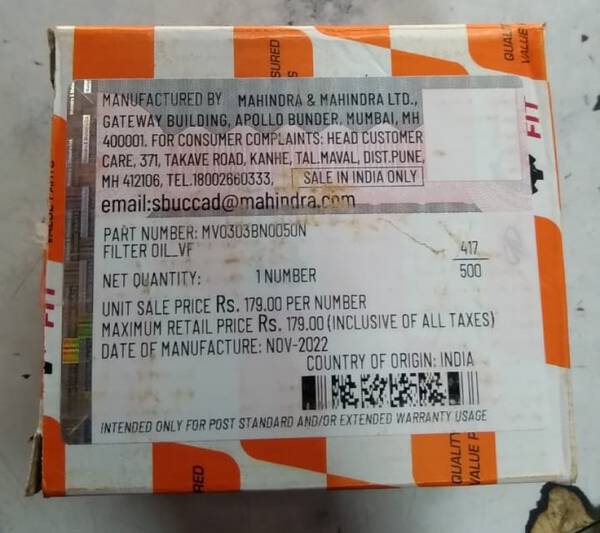 QUALITY
VALUE
SURED
MANUFACTURED BY MAHINDRA & MAHINDRA LTD.,
GATEWAY BUILDING, APOLLO BUNDER, MUMBAI, MH
400001. FOR CONSUMER COMPLAINTS: HEAD CUSTOMER
CARE, 371, TAKAVE ROAD, KANHE, TAL.MAVAL, DIST.PUNE,
MH 412106, TEL.18002660333, SALE IN INDIA ONLY
email:sbuccad@mahindra.com
FIT
PART NUMBER: MV0303BN0050N
FILTER OIL_VF
417
500
NET QUANTITY: 1 NUMBER
UNIT SALE PRICE Rs. 179.00 PER NUMBER
MAXIMUM RETAIL PRICE Rs. 179.00 (INCLUSIVE OF ALL TAXES)
DATE OF MANUFACTURE: NOV-2022
COUNTRY OF ORIGIN: INDIA
INTENDED ONLY FOR POST STANDARD AND/OR EXTENDED WARRANTY USAGE
RED
QUALITY
VALUE P